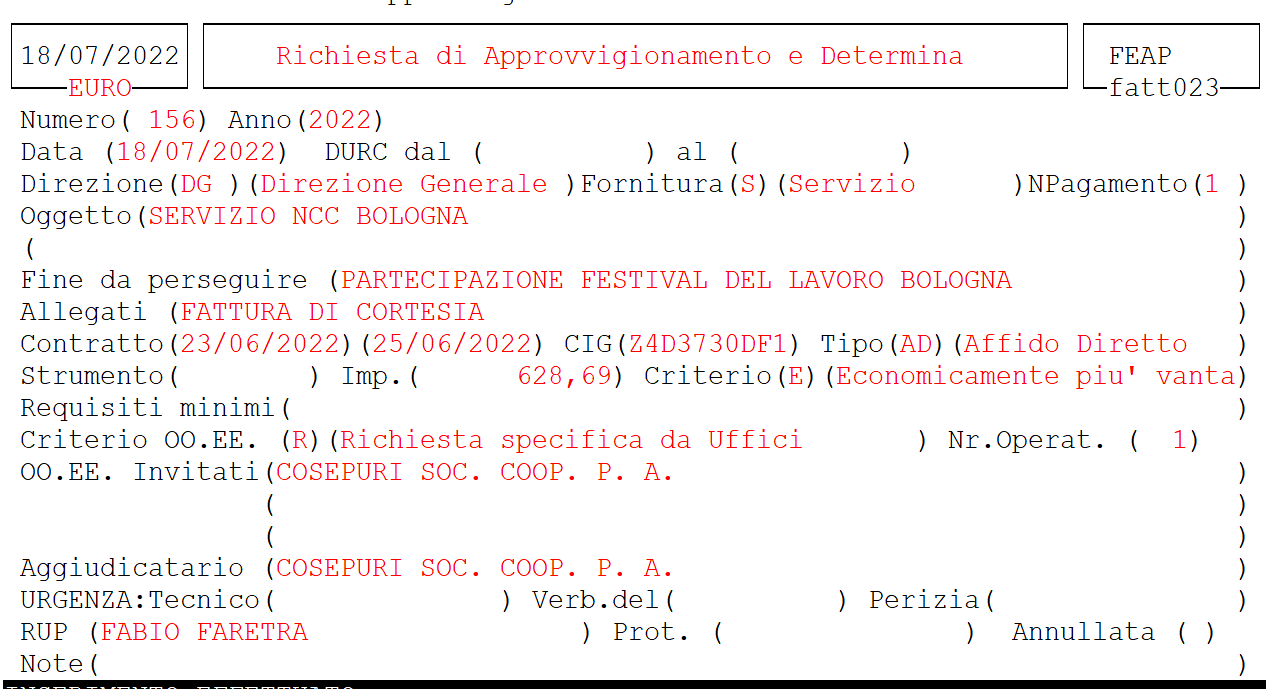 18/07/2022 Richiesta di Approvvigionamento e Determina FEAP
EURO fatt023
Numero( 156) Anno(2022)
Data (18/07/2022) DURC dal ( ) al ( )
Direzione(DG )(Direzione Generale )Fornitura(S)(Servizio )NPagamento(1 )
Oggetto(SERVIZIO NCC BOLOGNA )
( )
Fine da perseguire (PARTECIPAZIONE FESTIVAL DEL LAVORO BOLOGNA )
Allegati (FATTURA DI CORTESIA )
Contratto(23/06/2022)(25/06/2022) CIG(Z4D3730DF1) Tipo(AD)(Affido Diretto )
Strumento( ) Imp.( 628,69) Criterio(E)(Economicamente piu' vanta)
Requisiti minimi( )
Criterio OO.EE. (R)(Richiesta specifica da Uffici ) Nr.Operat. ( 1)
OO.EE. Invitati(COSEPURI SOC. COOP. P. A. )
( )
( )
Aggiudicatario (COSEPURI SOC. COOP. P. A. )
URGENZA:Tecnico( ) Verb.del( ) Perizia( )
RUP (FABIO FARETRA ) Prot. ( ) Annullata ( )
Note( )
INSERIMENTO EFFETTUATO